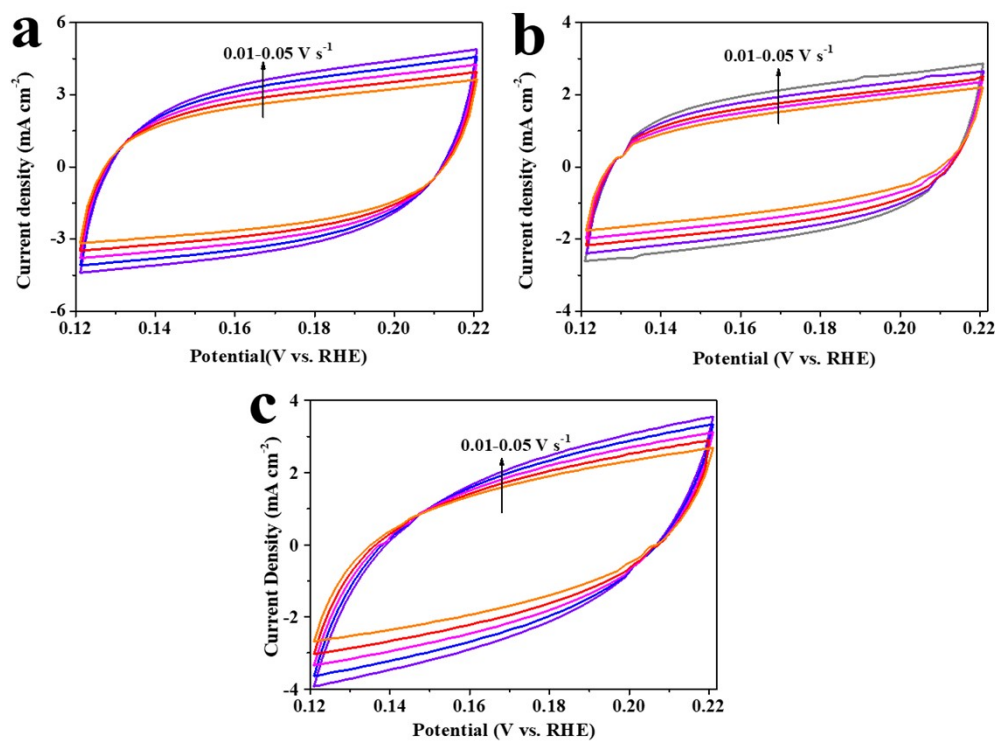 a
0.01-0.05 V s-1
Current density (mA cm-2)
6
3
0
-3
-6
0.12 0.14 0.16 0.18 0.20 0.22
Potential(V vs. RHE)
b
0.01-0.05 V s-1
Current density (mA cm-2)
4
2
0
-2
-4
0.12 0.14 0.16 0.18 0.20 0.22
Potential (V vs. RHE)
c
0.01-0.05 V s-1
Current Density (mA cm-2)
4
2
0
-2
-4
0.12 0.14 0.16 0.18 0.20 0.22
Potential (V vs. RHE)